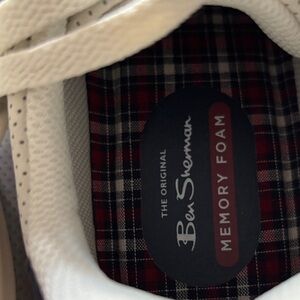 THE ORIGINAL
Ben Sherman
MEMORY FOAM